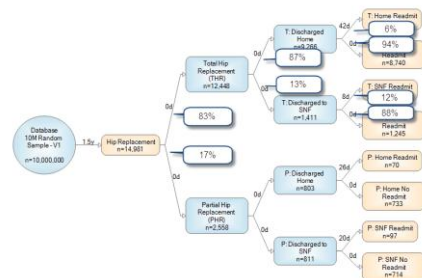 Database
10M Random
Sample - V1
n=10,000,000
1.5y
Hip Replacement
n=14,981
0d
83%
17%
0d
Total Hip
Replacement
(THR)
n=12,448
Partial Hip
Replacement
(PHR)
n=2,558
0d
87%
13%
0d
T: Discharged
Home
n=9,266
T: Discharged to
SNF
n=1,411
42d
T: Home Readmit
6%
94%
0d
Readmit
n=8,740
T: SNF Readmit
12%
88%
0d
Readmit
n=1,245
0d
P: Discharged
Home
n=803
26d
P: Home Readmit
n=70
0d
P: Home No
Readmit
n=733
0d
P: Discharged to
SNF
n=811
20d
P: SNF Readmit
n=97
0d
P: SNF No
Readmit
n=714